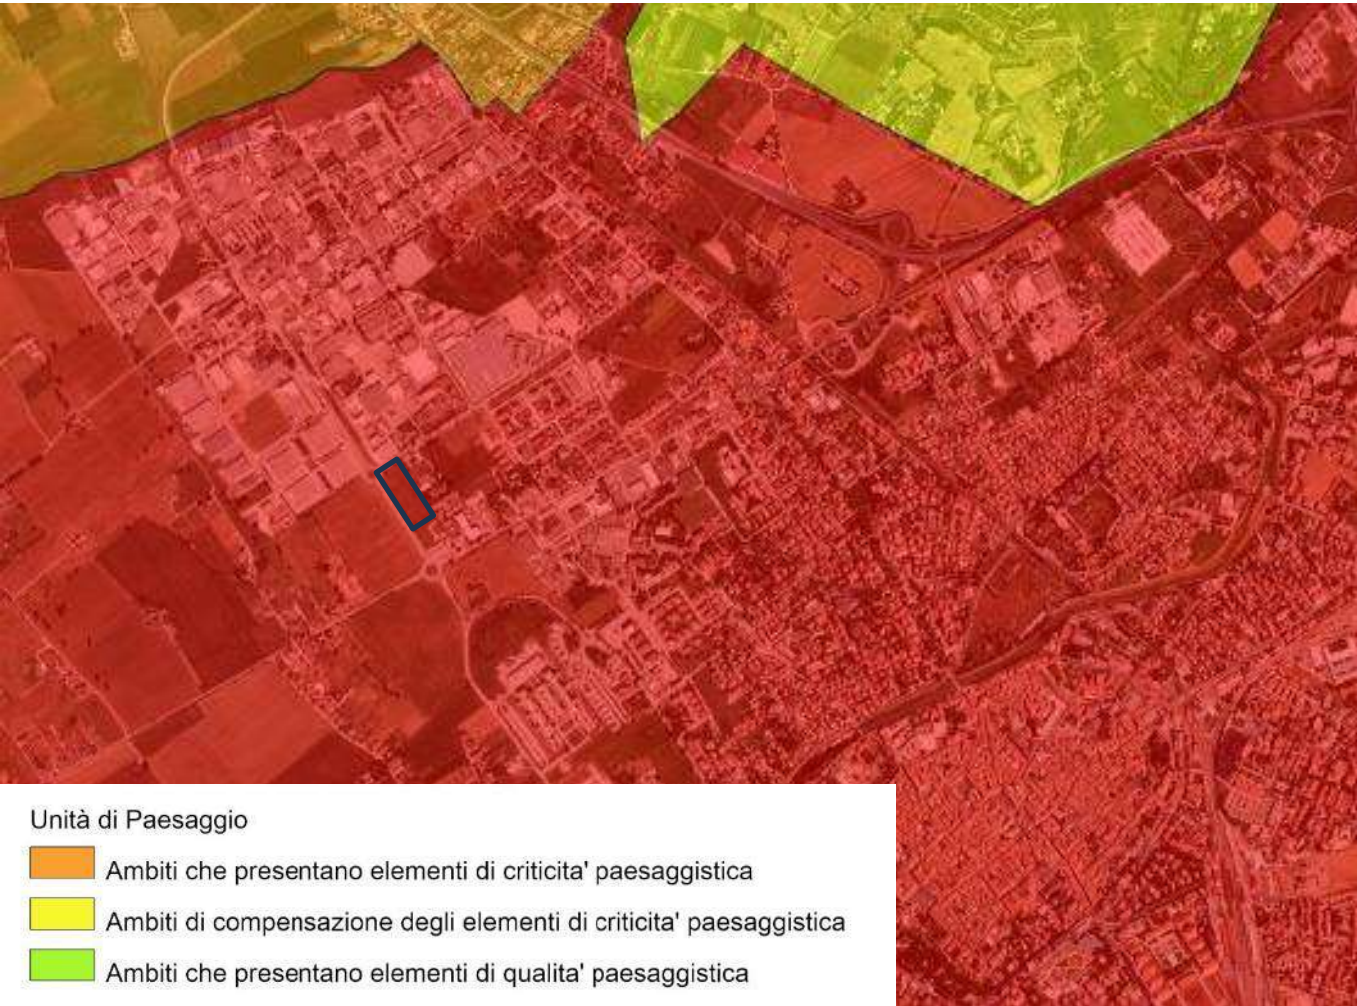 Unità di Paesaggio
Ambiti che presentano elementi di criticita' paesaggistica
Ambiti di compensazione degli elementi di criticita' paesaggistica
Ambiti che presentano elementi di qualita' paesaggistica